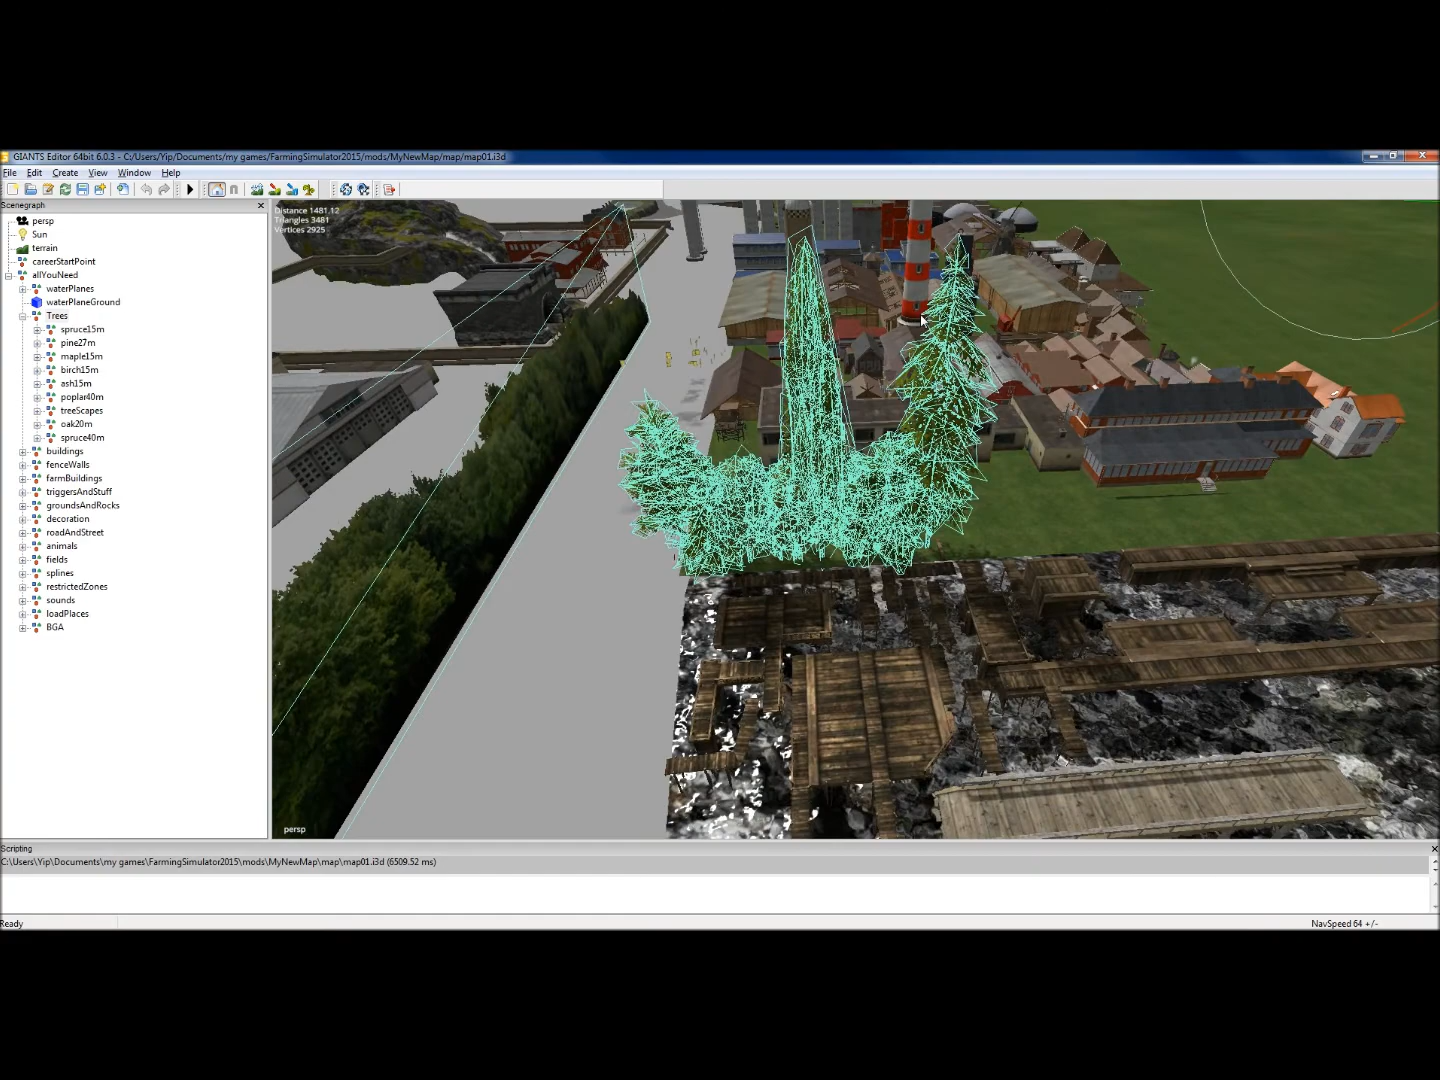 GIANTS Editor 64bit 6.0.3 - C:/Users/Yip/Documents/my games/FarmingSimulator2015/mods/MyNewMap/map/map01.i3d
File Edit Create View Window Help
Scenegraph
persp
Sun
terrain
careerStartPoint
allYouNeed
waterPlanes
waterPlaneGround
Trees
spruce15m
pine27m
maple15m
birch15m
ash15m
poplar40m
treeScapes
oak20m
spruce40m
buildings
fenceWalls
farmBuildings
triggersAndStuff
groundsAndRocks
decoration
roadAndStreet
animals
fields
splines
restrictedZones
sounds
loadPlaces
BGA
Distance 1481.12
Triangles 3481
Vertices 2925
persp
Scripting
C:\Users\Yip\Documents\my games\FarmingSimulator2015\mods\MyNewMap\map\map01.i3d (6509.52 ms)
Ready
NavSpeed 64 +/-